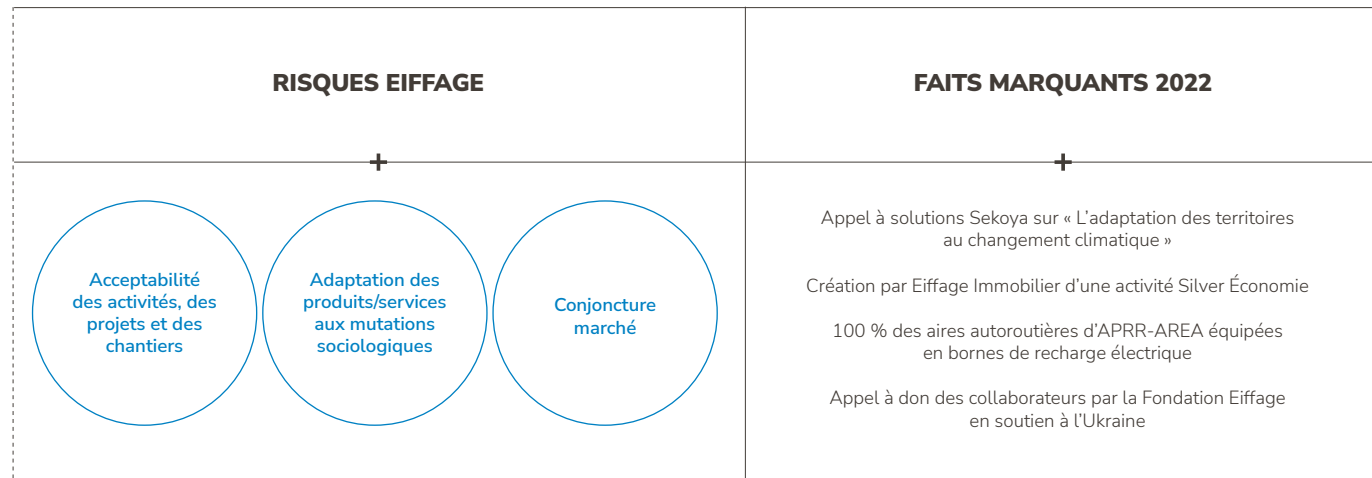 RISQUES EIFFAGE
FAITS MARQUANTS 2022
Acceptabilité
des activités, des
projets et des
chantiers
Adaptation des
produits/services
aux mutations
sociologiques
Conjoncture
marché
Appel à solutions Sekoya sur « L’adaptation des territoires
au changement climatique »
Création par Eiffage Immobilier d’une activité Silver Économie
100 % des aires autoroutières d’APRR-AREA équipées
en bornes de recharge électrique
Appel à don des collaborateurs par la Fondation Eiffage
en soutien à l’Ukraine